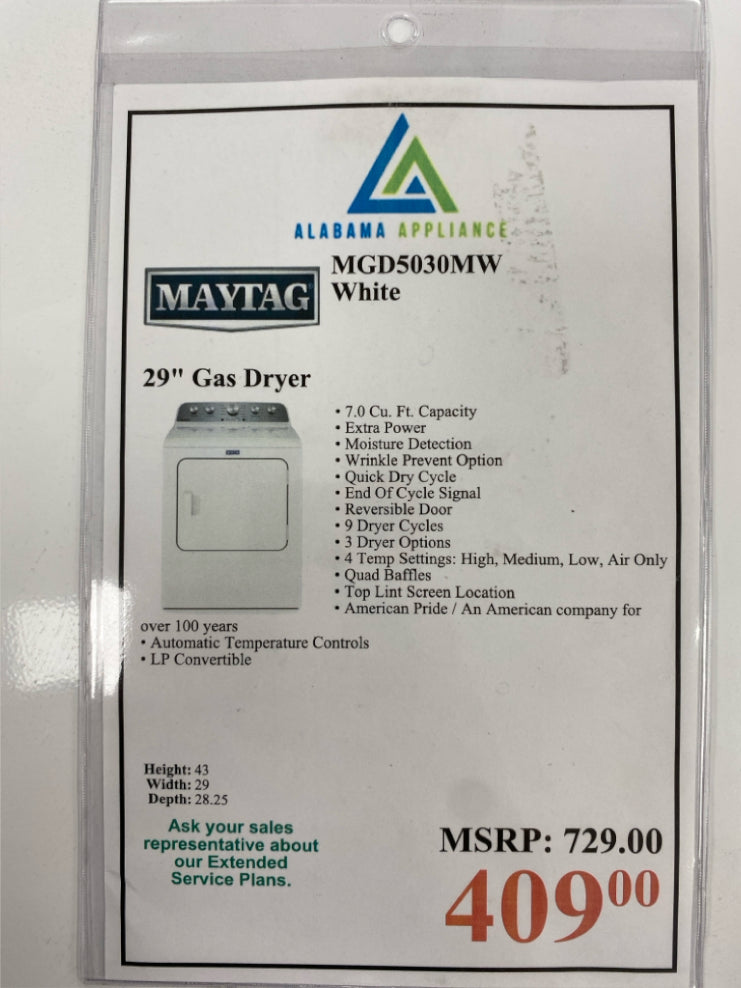 ALABAMA APPLIANCE
MAYTAG
MGD5030MW
White
29" Gas Dryer
• 7.0 Cu. Ft. Capacity
• Extra Power
• Moisture Detection
• Wrinkle Prevent Option
• Quick Dry Cycle
• End Of Cycle Signal
• Reversible Door
• 9 Dryer Cycles
• 3 Dryer Options
• 4 Temp Settings: High, Medium, Low, Air Only
• Quad Baffles
• Top Lint Screen Location
• American Pride / An American company for
over 100 years
• Automatic Temperature Controls
• LP Convertible
Height: 43
Width: 29
Depth: 28.25
Ask your sales
representative about
our Extended
Service Plans.
MSRP: 729.00
40900